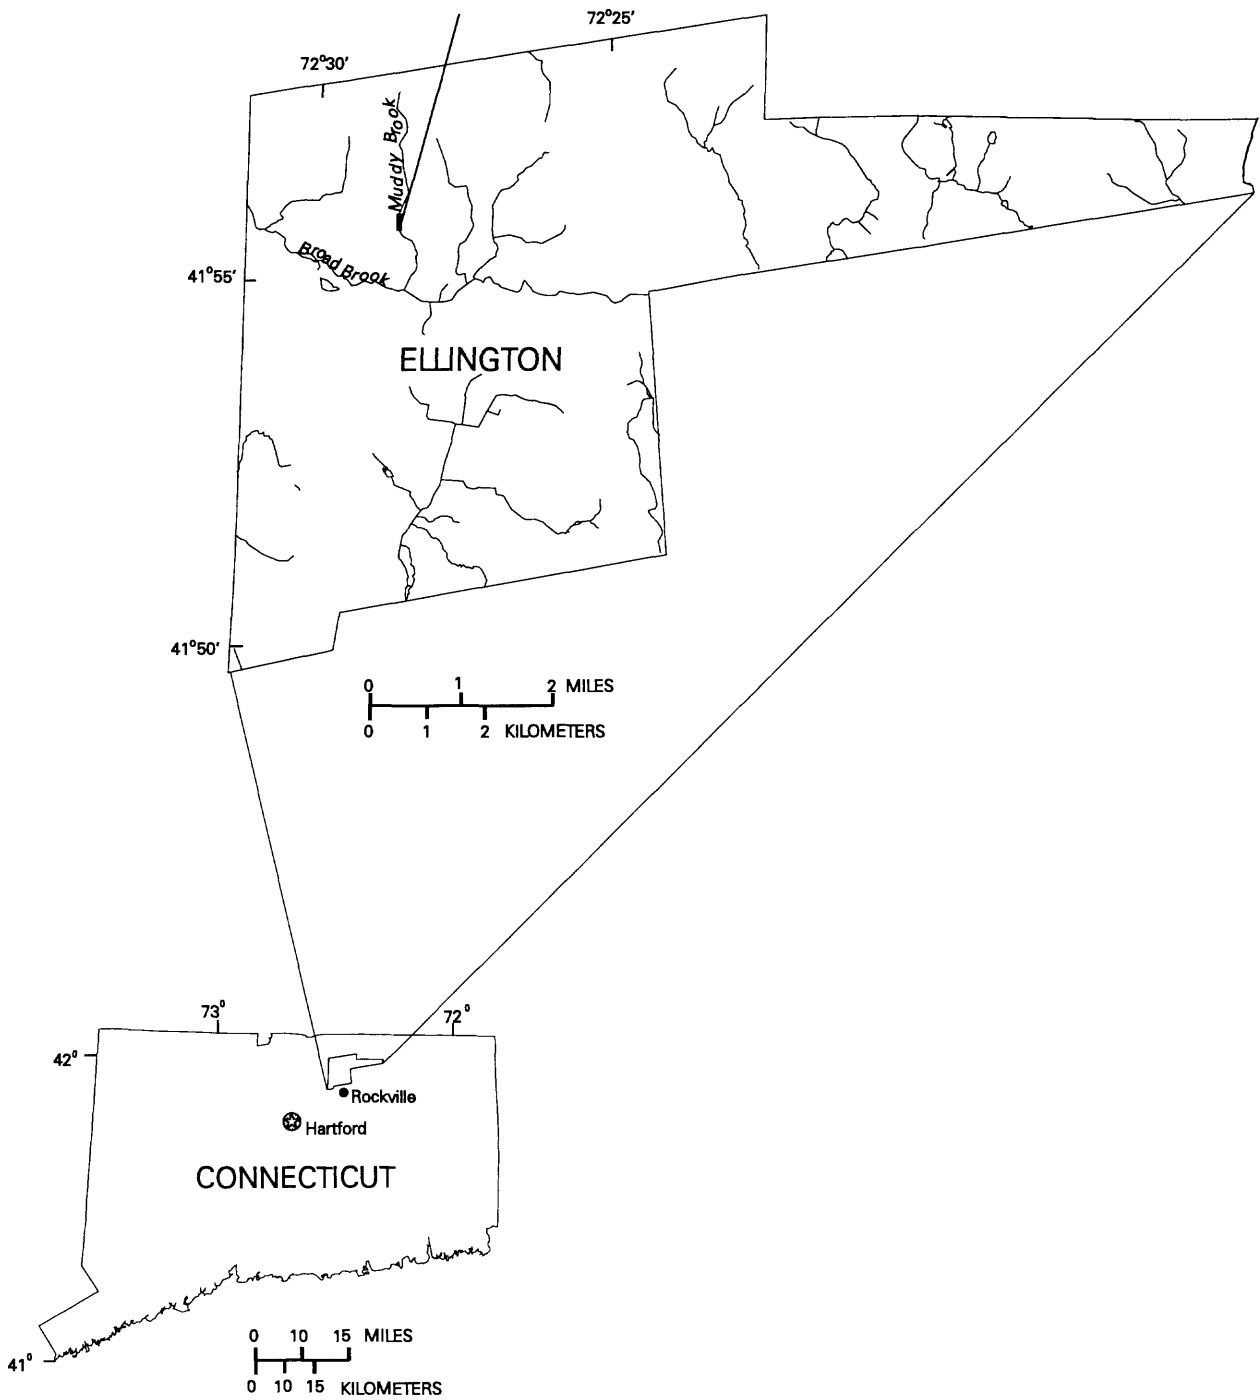 72°25'
72°30'
Muddy Brook
Broad Brook
41°55'
ELLINGTON
41°50'
0 1 2 MILES
0 1 2 KILOMETERS
73° 72°
42°
Rockville
Hartford
CONNECTICUT
0 10 15 MILES
41°
0 10 15 KILOMETERS